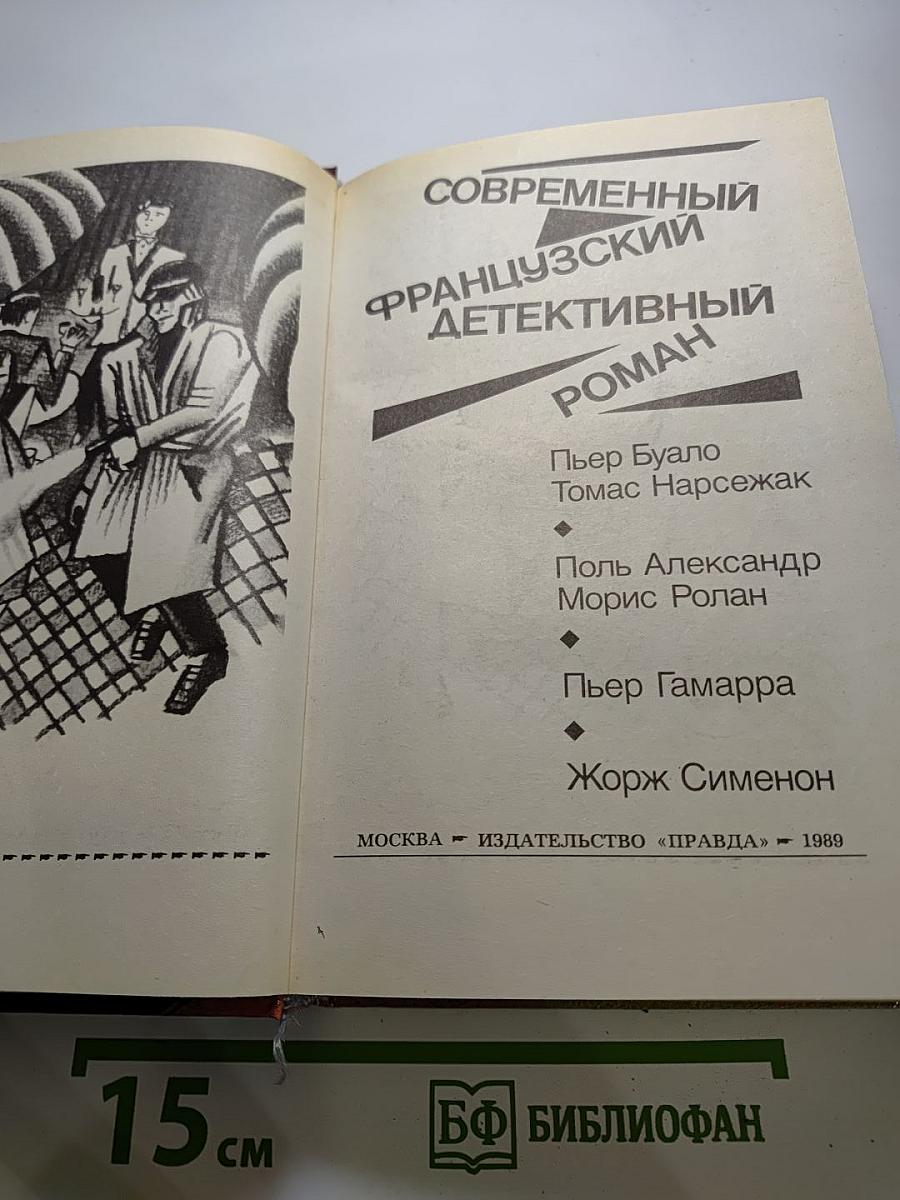 СОВРЕМЕННЫЙ
ФРАНЦУЗСКИЙ
ДЕТЕКТИВНЫЙ
РОМАН
Пьер Буало
Томас Нарсежак
Поль Александр
Морис Ролан
Пьер Гамарра
Жорж Сименон
МОСКВА ИЗДАТЕЛЬСТВО «ПРАВДА» 1989
15 см
БФ БИБЛИОФАН